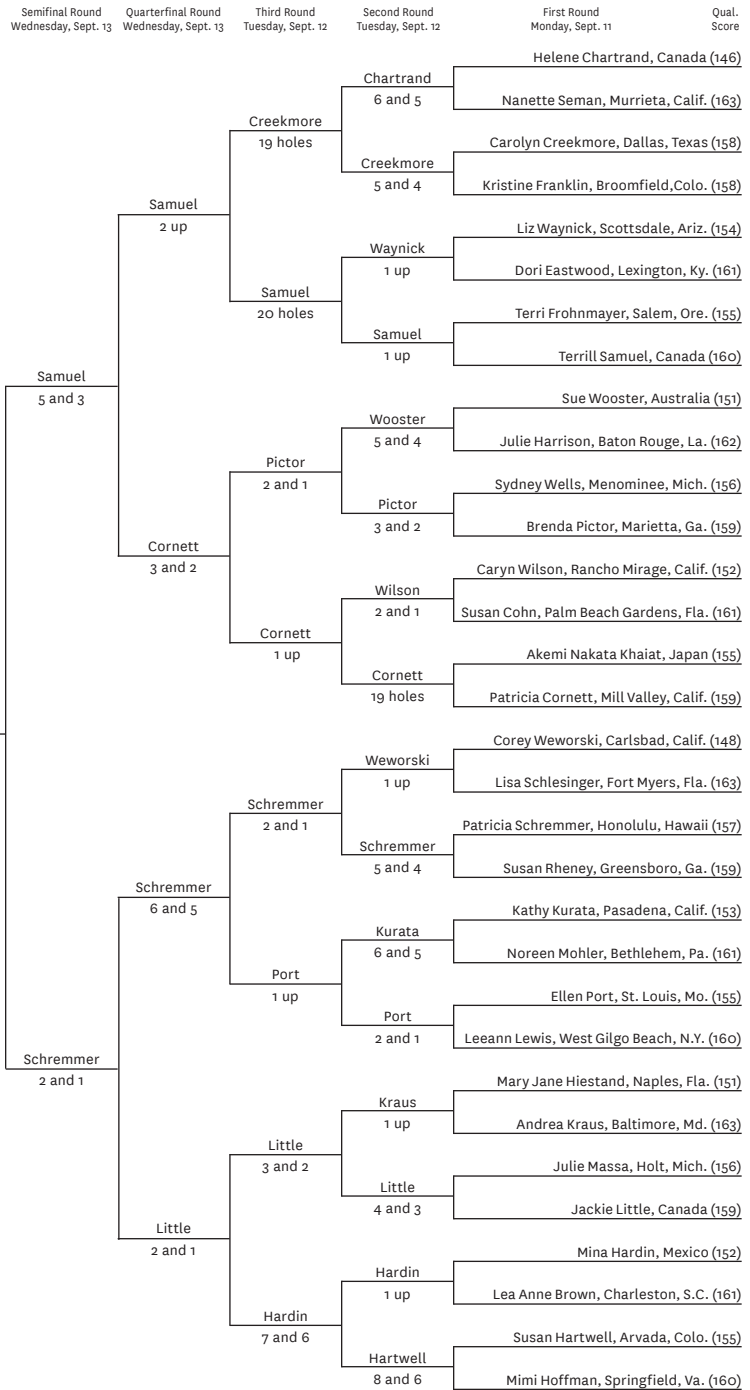 Semifinal Round Quarterfinal Round Third Round Second Round First Round Qual.
Wednesday, Sept. 13 Wednesday, Sept. 13 Tuesday, Sept. 12 Tuesday, Sept. 12 Monday, Sept. 11 Score
Helene Chartrand, Canada (146)
Chartrand
6 and 5
Nanette Seman, Murrieta, Calif. (163)
Creekmore
19 holes
Carolyn Creekmore, Dallas, Texas (158)
Creekmore
5 and 4
Kristine Franklin, Broomfield,Colo. (158)
Samuel
2 up
Liz Waynick, Scottsdale, Ariz. (154)
Waynick
1 up
Dori Eastwood, Lexington, Ky. (161)
Samuel
20 holes
Terri Frohnmayer, Salem, Ore. (155)
Samuel
1 up
Terrill Samuel, Canada (160)
Samuel
5 and 3
Sue Wooster, Australia (151)
Wooster
5 and 4
Julie Harrison, Baton Rouge, La. (162)
Pictor
2 and 1
Sydney Wells, Menominee, Mich. (156)
Pictor
3 and 2
Brenda Pictor, Marietta, Ga. (159)
Cornett
3 and 2
Caryn Wilson, Rancho Mirage, Calif. (152)
Wilson
2 and 1
Susan Cohn, Palm Beach Gardens, Fla. (161)
Cornett
1 up
Akemi Nakata Khaiat, Japan (155)
Cornett
19 holes
Patricia Cornett, Mill Valley, Calif. (159)
Corey Weworski, Carlsbad, Calif. (148)
Weworski
1 up
Lisa Schlesinger, Fort Myers, Fla. (163)
Schremmer
2 and 1
Patricia Schremmer, Honolulu, Hawaii (157)
Schremmer
5 and 4
Susan Rheney, Greensboro, Ga. (159)
Schremmer
6 and 5
Kathy Kurata, Pasadena, Calif. (153)
Kurata
6 and 5
Noreen Mohler, Bethlehem, Pa. (161)
Port
1 up
Ellen Port, St. Louis, Mo. (155)
Port
2 and 1
Leeann Lewis, West Gilgo Beach, N.Y. (160)
Schremmer
2 and 1
Mary Jane Hiestand, Naples, Fla. (151)
Kraus
1 up
Andrea Kraus, Baltimore, Md. (163)
Little
3 and 2
Julie Massa, Holt, Mich. (156)
Little
4 and 3
Jackie Little, Canada (159)
Little
2 and 1
Mina Hardin, Mexico (152)
Hardin
1 up
Lea Anne Brown, Charleston, S.C. (161)
Hardin
7 and 6
Susan Hartwell, Arvada, Colo. (155)
Hartwell
8 and 6
Mimi Hoffman, Springfield, Va. (160)